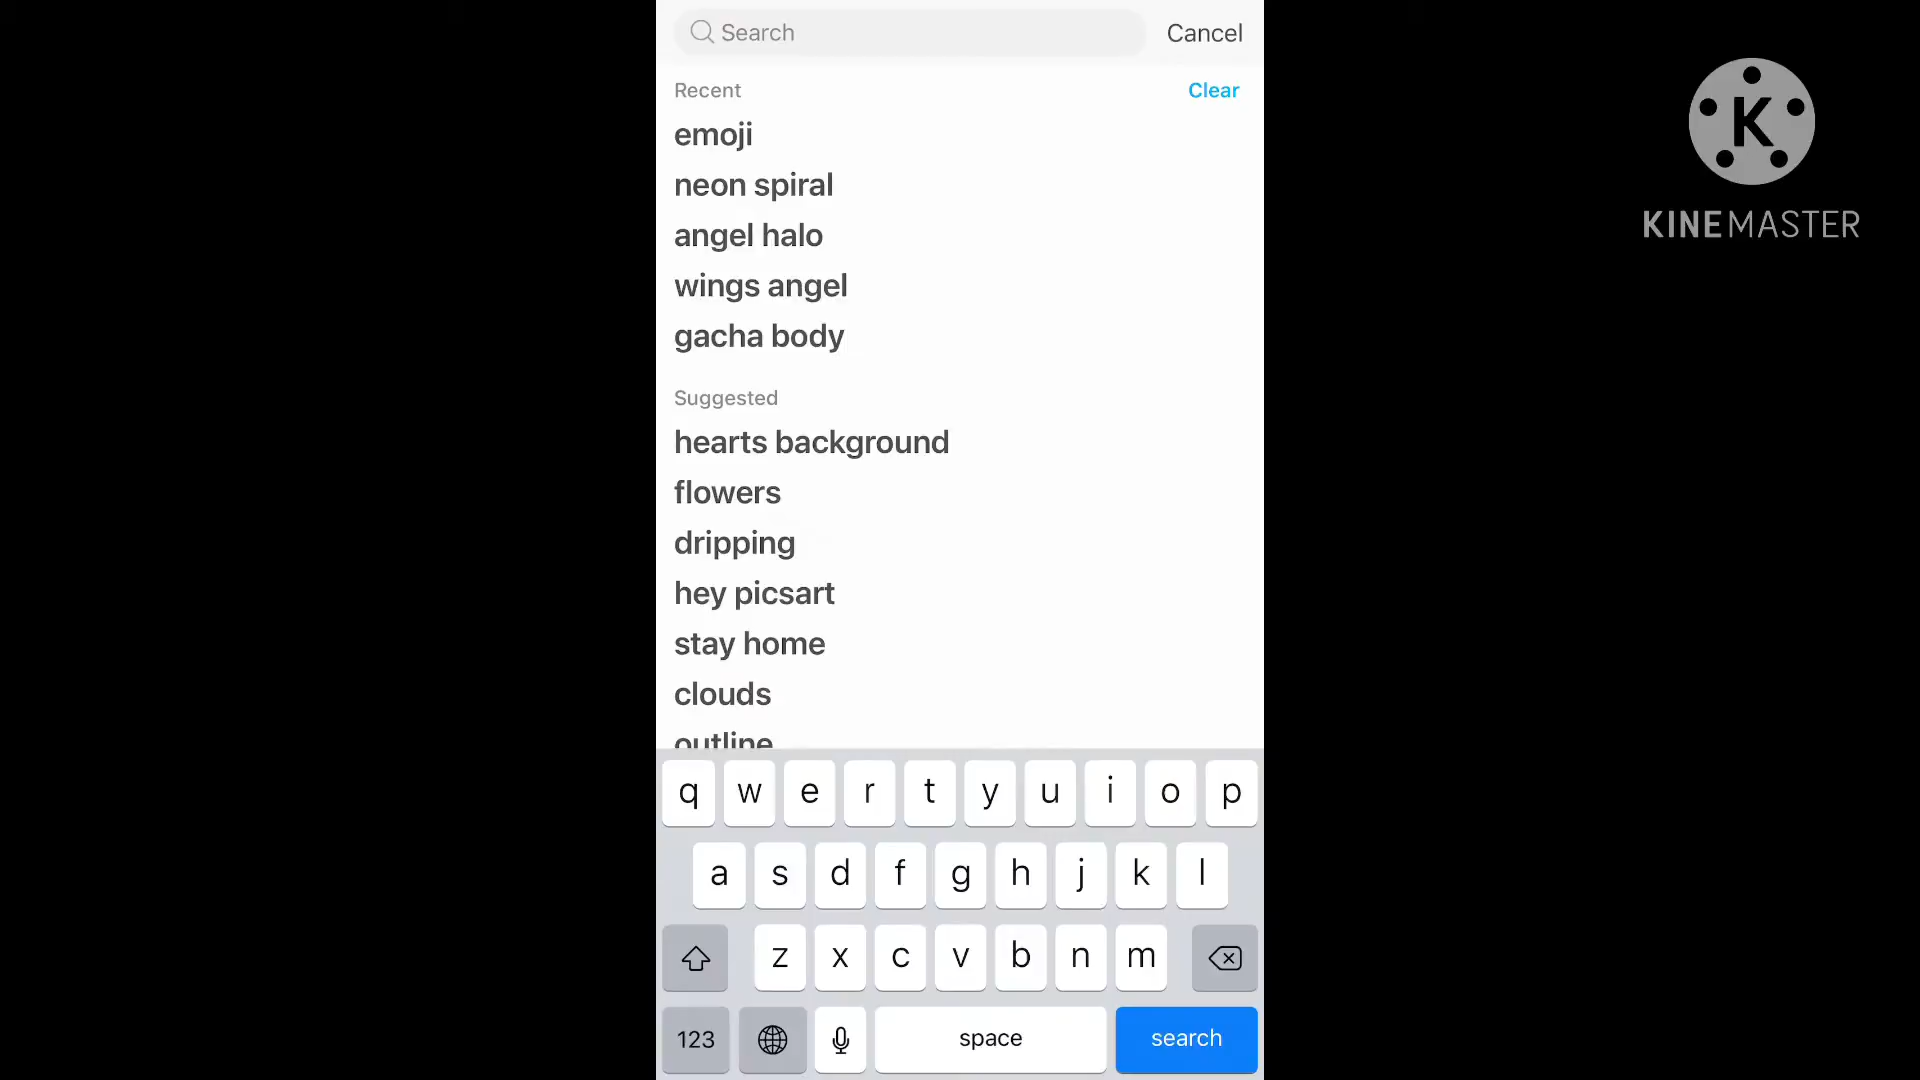 Search
Cancel
Recent
Clear
emoji
neon spiral
angel halo
wings angel
gacha body
Suggested
hearts background
flowers
dripping
hey picsart
stay home
clouds
outline
q w e r t y u i o p
a s d f g h j k l
z x c v b n m
123
space
search
K
KINEMASTER